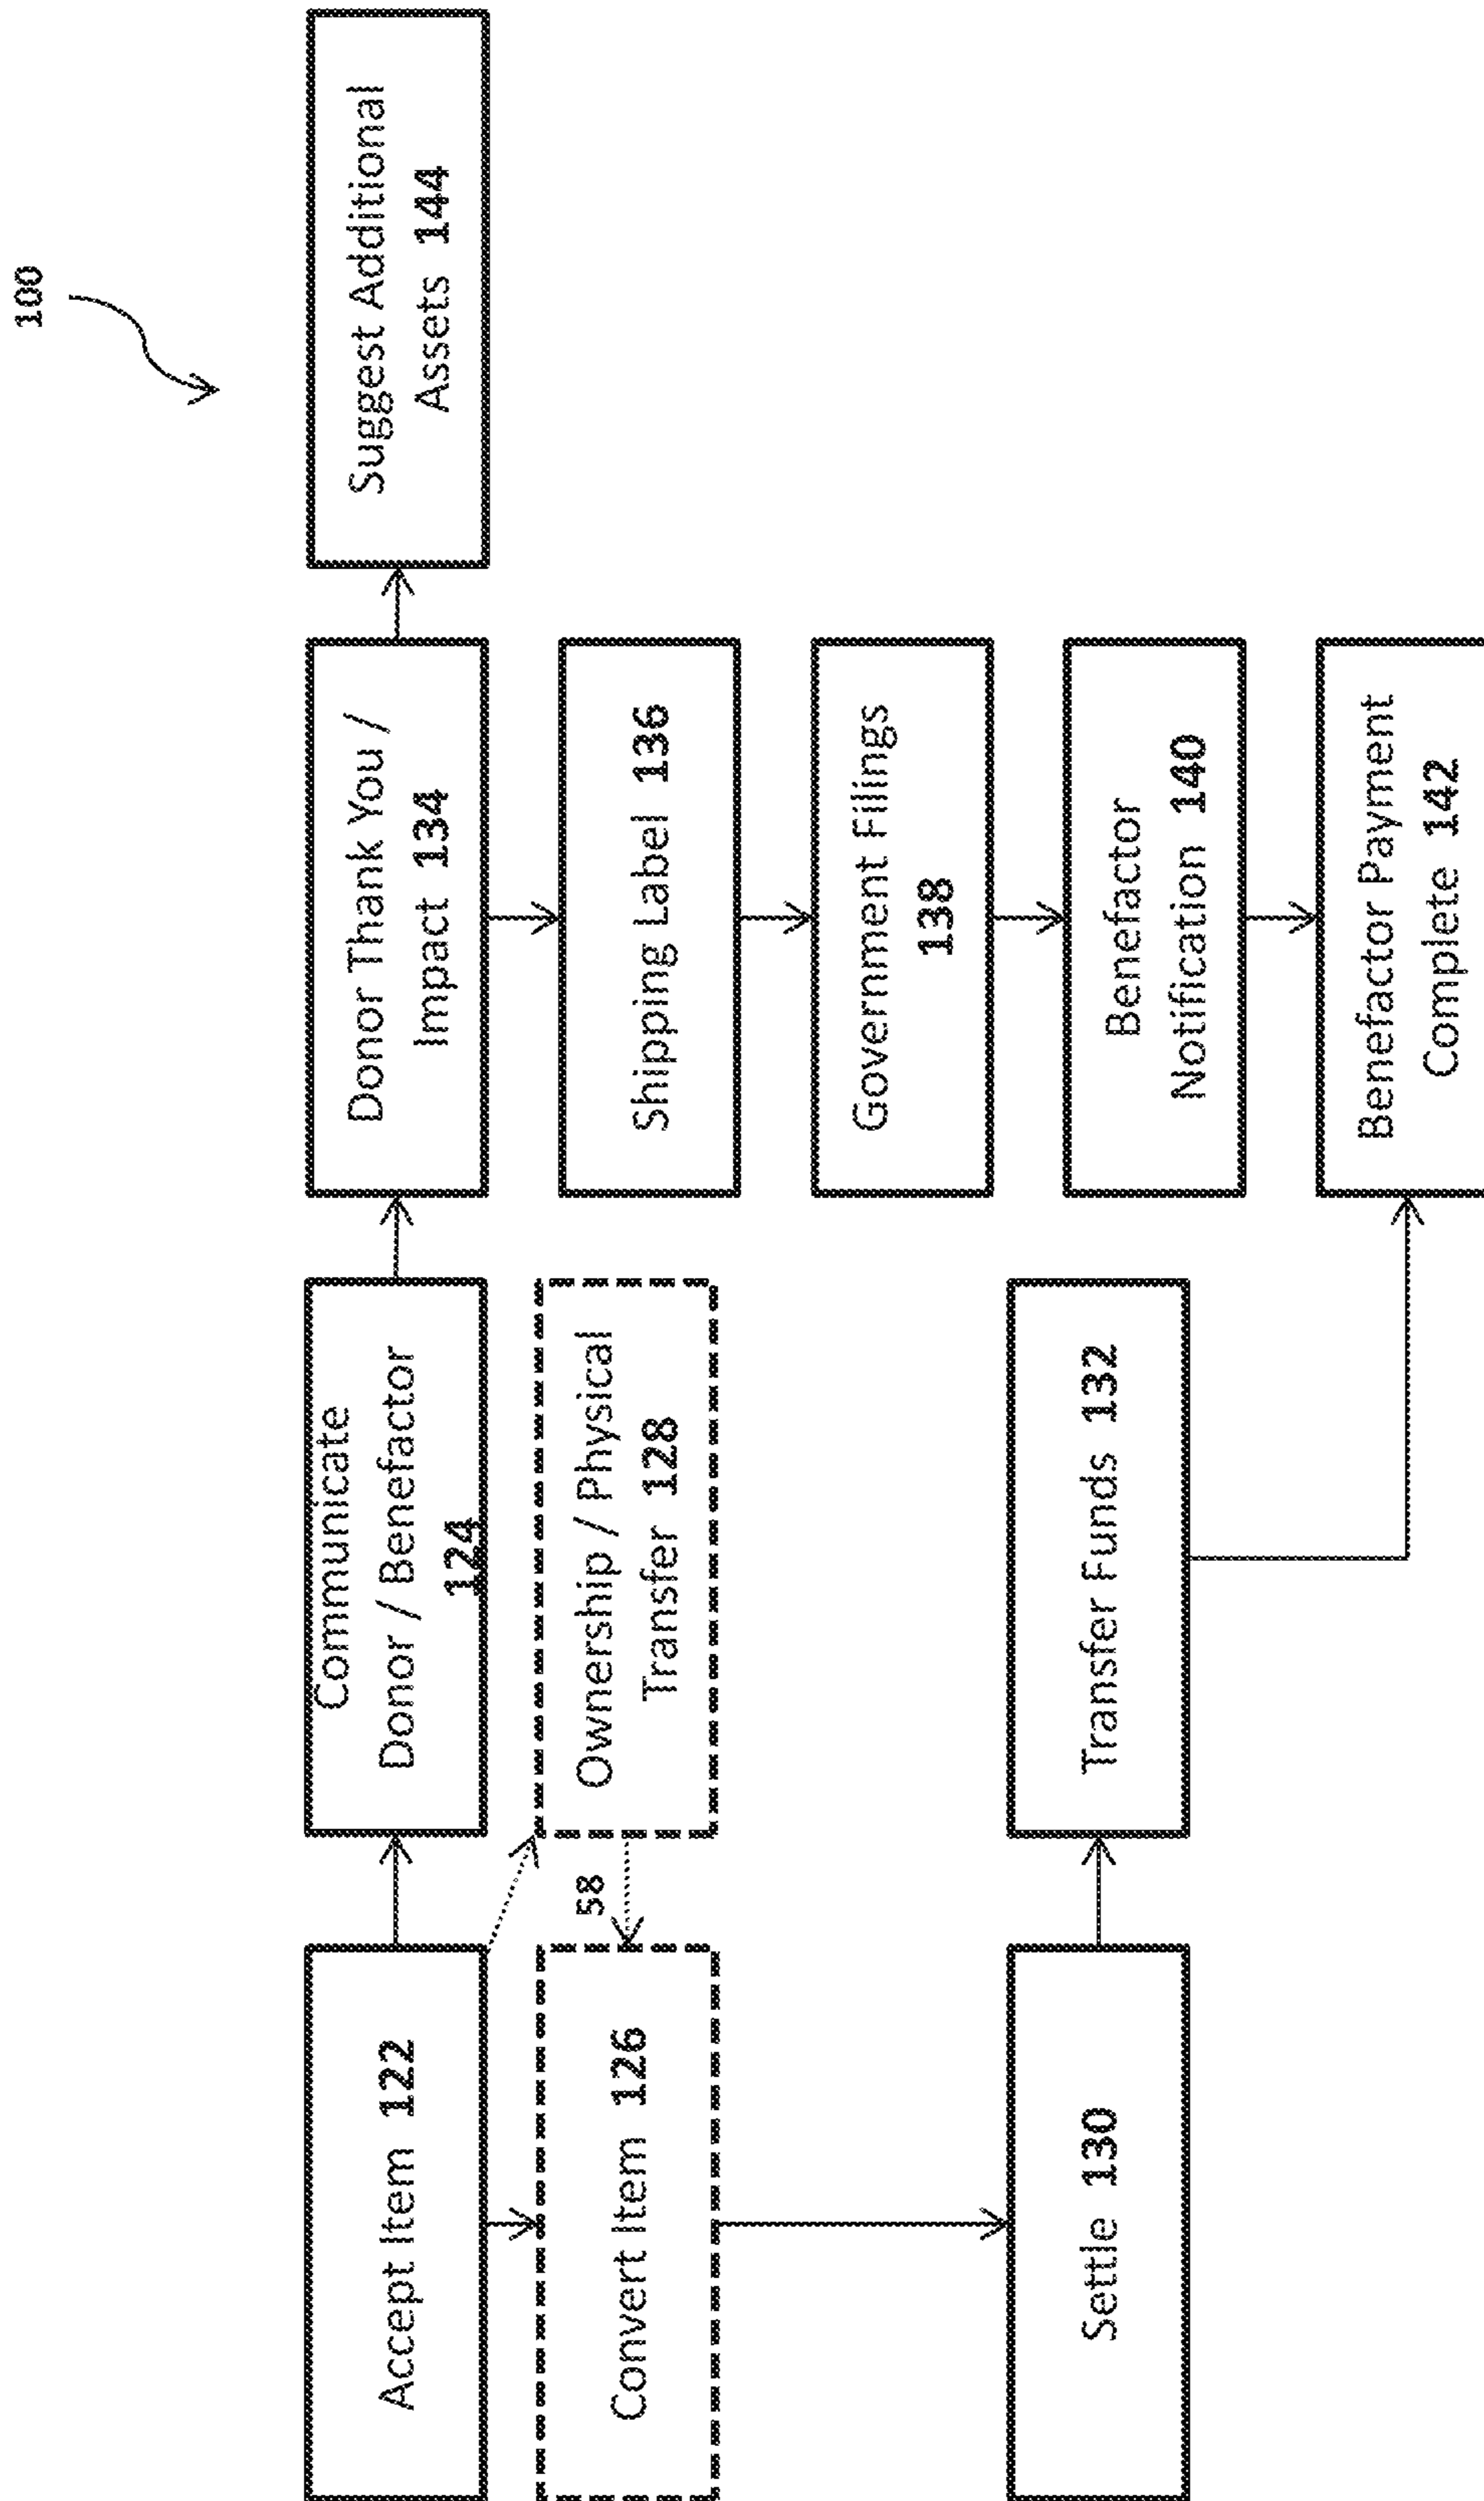 100
Accept Item 122
Communicate
Donor / Benefactor
124
Donor Thank You /
Impact 134
Suggest Additional
Assets 144
Convert Item 126
58
Ownership / Physical
Transfer 128
Shipping Label 136
Government Filings
138
Benefactor
Notification 140
Settle 130
Transfer Funds 132
Benefactor Payment
Complete 142